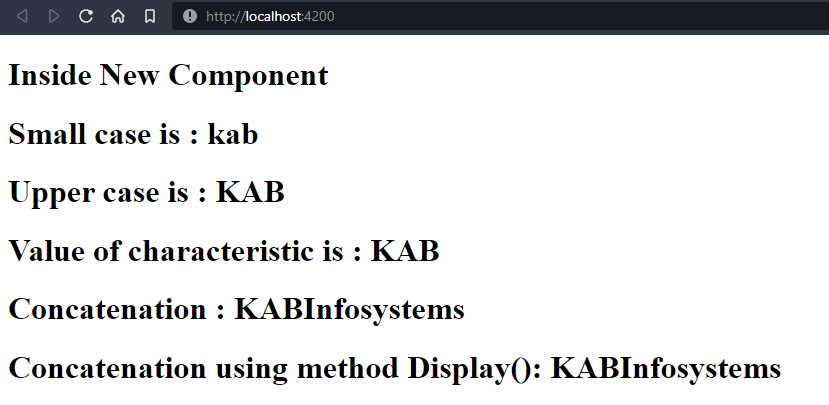 http://localhost:4200
Inside New Component
Small case is : kab
Upper case is : KAB
Value of characteristic is : KAB
Concatenation : KABInfosystems
Concatenation using method Display(): KABInfosystems